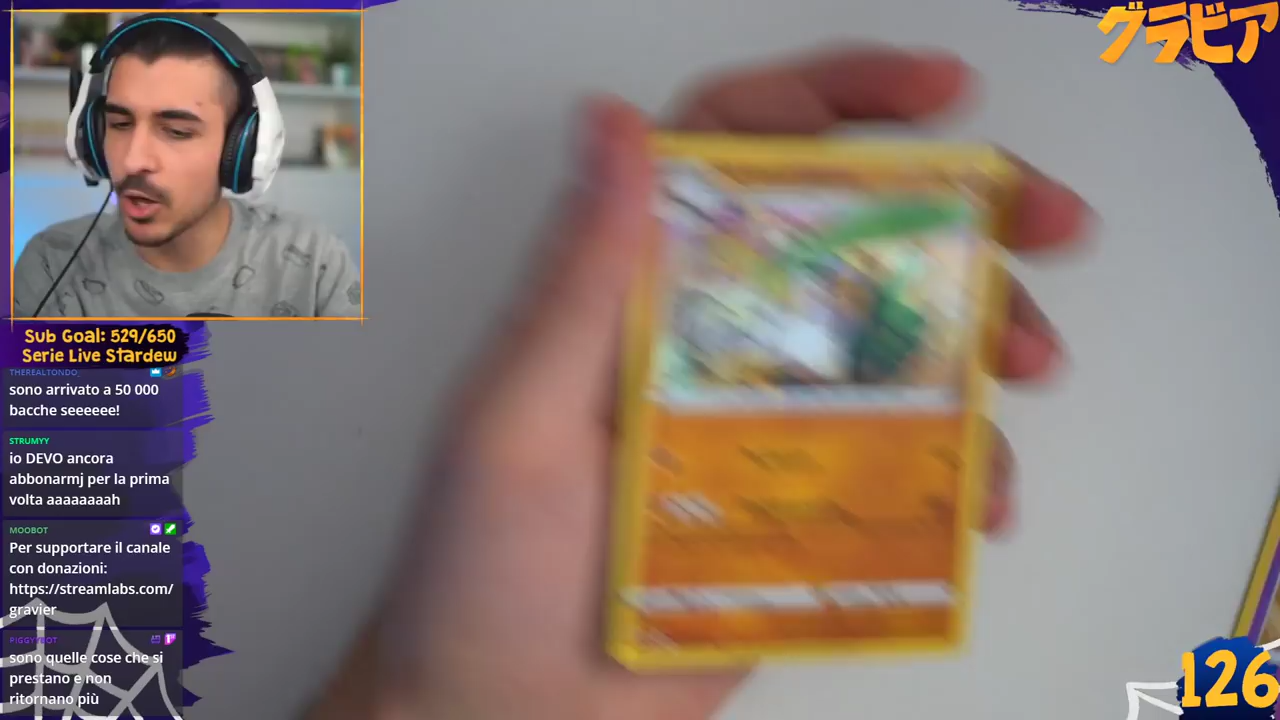 グラビア
Sub Goal: 529/650
Serie Live Stardew
THEREALTONDO_
sono arrivato a 50 000
bacche seeeeee!
STRUMYY
io DEVO ancora
abbonarmj per la prima
volta aaaaaaaah
MOOBOT
Per supportare il canale
con donazioni:
https://streamlabs.com/
gravier
sono quelle cose che si
prestano e non
ritornano più
126